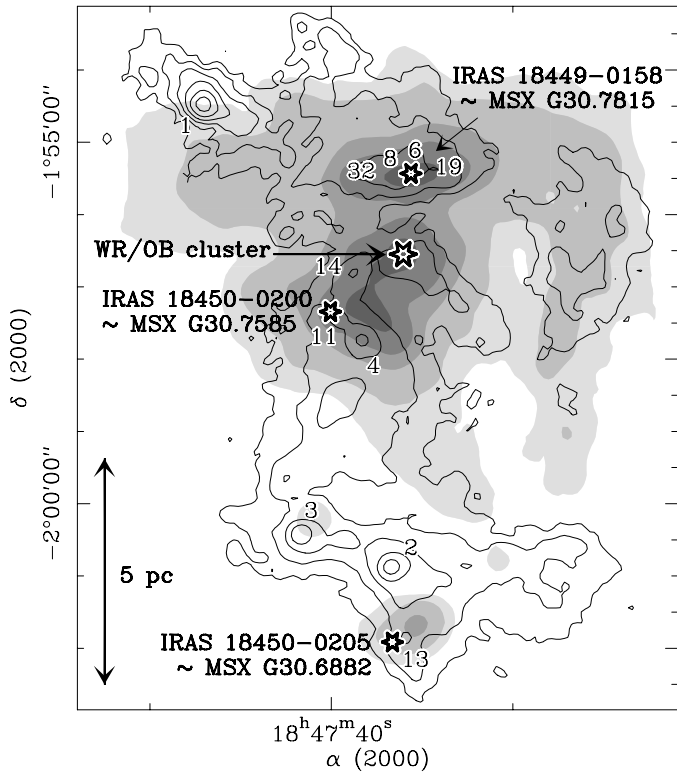 IRAS 18449-0158
~ MSX G30.7815
1
-1°55'00"
6
8
32
19
WR/OB cluster
14
IRAS 18450-0200
~ MSX G30.7585
11
4
δ (2000)
-2°00'00"
3
2
5 pc
IRAS 18450-0205
~ MSX G30.6882
13
18ʰ47ᵐ40ˢ
α (2000)